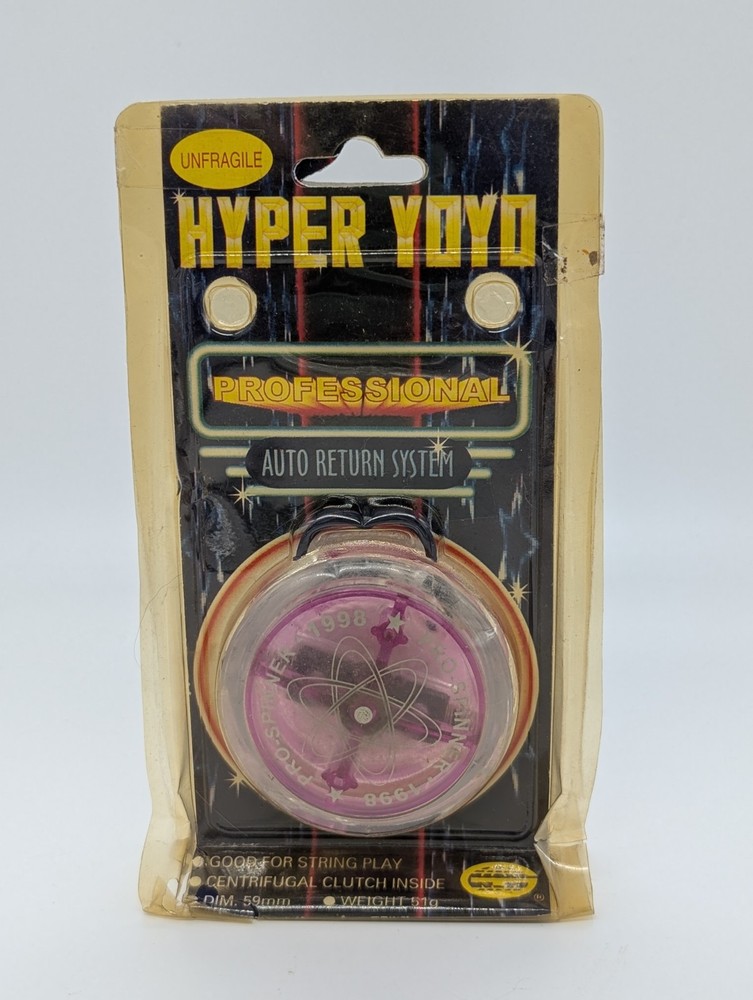 UNFRAGILE
HYPER YOYO
PROFESSIONAL
AUTO RETURN SYSTEM
PRO-SPINNER ★ 1998
PRO-SPINNER ★ 1998
● GOOD FOR STRING PLAY
● CENTRIFUGAL CLUTCH INSIDE
● DIM. 59mm ● WEIGHT 51g
®